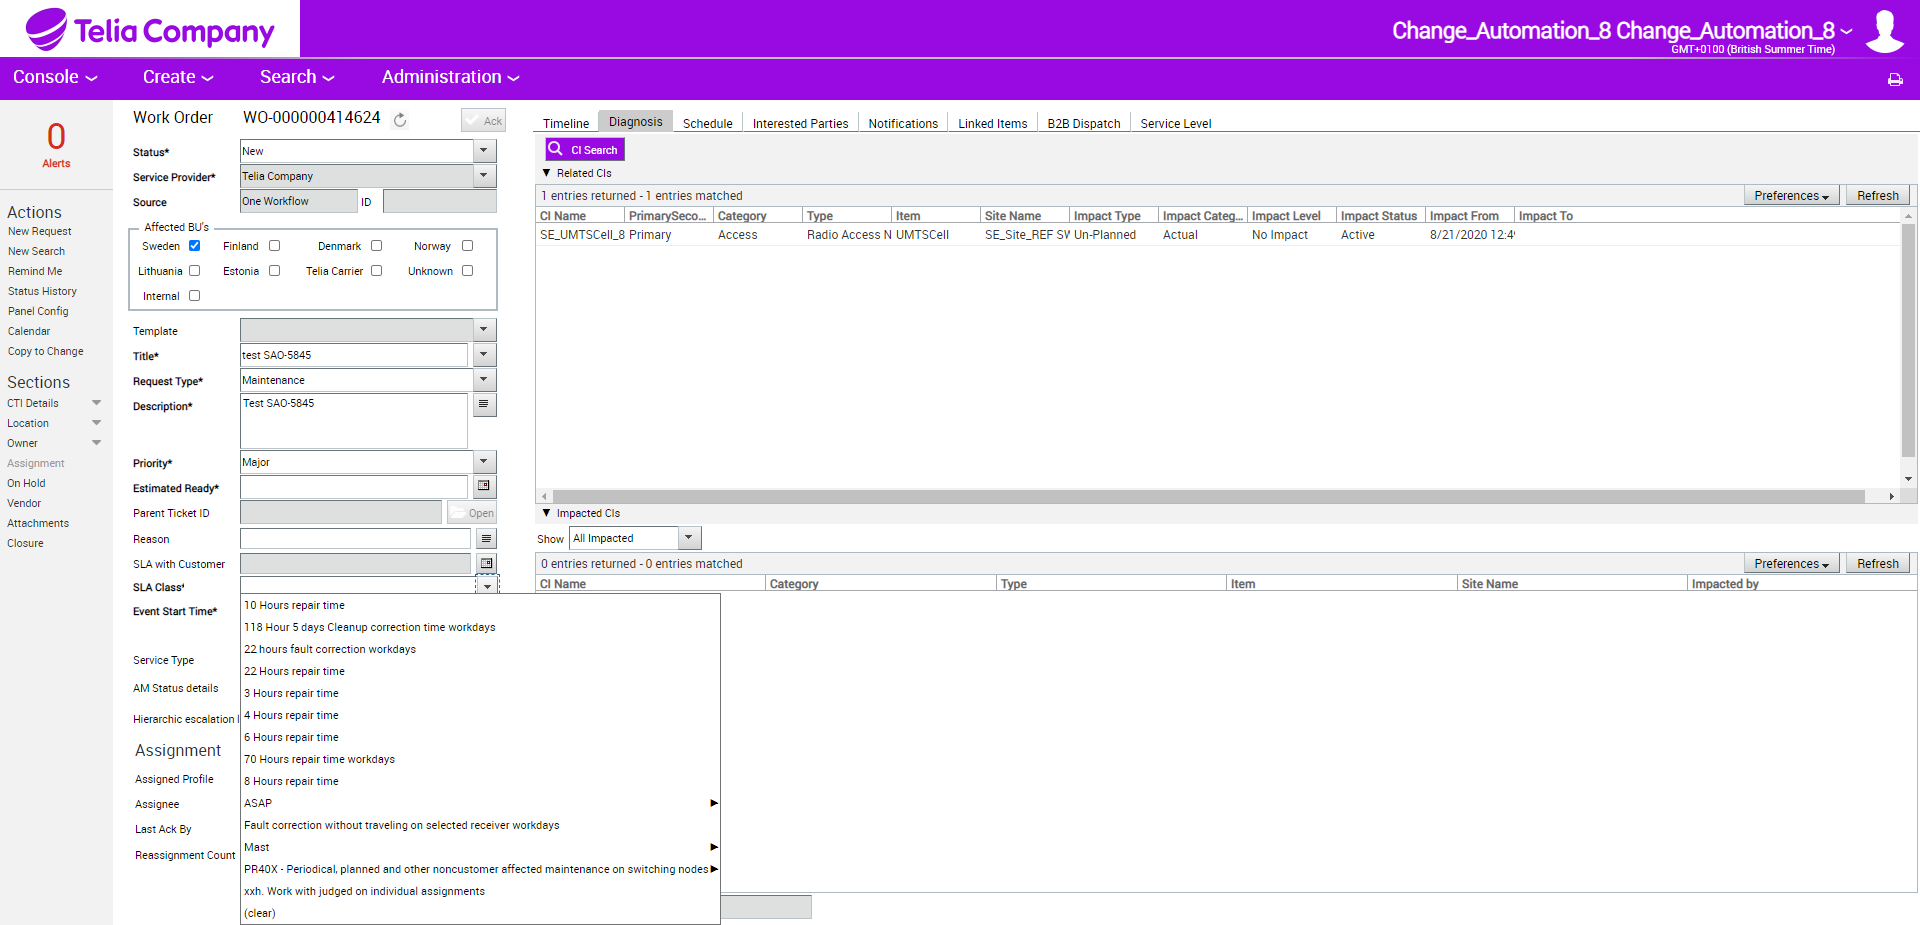 Telia Company
Change_Automation_8 Change_Automation_8
GMT+0100 (British Summer Time)
Console Create Search Administration
0
Alerts
Actions
New Request
New Search
Remind Me
Status History
Panel Config
Calendar
Copy to Change
Sections
CTI Details
Location
Owner
Assignment
On Hold
Vendor
Attachments
Closure
Work Order WO-000000414624 Ack
Status* New
Service Provider* Telia Company
Source One Workflow ID
Affected BU's
Sweden Finland Denmark Norway
Lithuania Estonia Telia Carrier Unknown
Internal
Template
Title* test SAO-5845
Request Type* Maintenance
Description* Test SAO-5845
Priority* Major
Estimated Ready*
Parent Ticket ID Open
Reason
SLA with Customer
SLA Class*
Event Start Time*
Service Type
AM Status details
Hierarchic escalation
Assignment
Assigned Profile
Assignee
Last Ack By
Reassignment Count
10 Hours repair time
118 Hour 5 days Cleanup correction time workdays
22 hours fault correction workdays
22 Hours repair time
3 Hours repair time
4 Hours repair time
6 Hours repair time
70 Hours repair time workdays
8 Hours repair time
ASAP
Fault correction without traveling on selected receiver workdays
Mast
PR40X - Periodical, planned and other noncustomer affected maintenance on switching nodes
xxh. Work with judged on individual assignments
(clear)
Timeline Diagnosis Schedule Interested Parties Notifications Linked Items B2B Dispatch Service Level
CI Search
Related CIs
1 entries returned - 1 entries matched Preferences Refresh
CI Name PrimarySeco... Category Type Item Site Name Impact Type Impact Categ... Impact Level Impact Status Impact From Impact To
SE_UMTSCell_8 Primary Access Radio Access N UMTSCell SE_Site_REF SW Un-Planned Actual No Impact Active 8/21/2020 12:49
Impacted CIs
Show All Impacted
0 entries returned - 0 entries matched Preferences Refresh
CI Name Category Type Item Site Name Impacted by